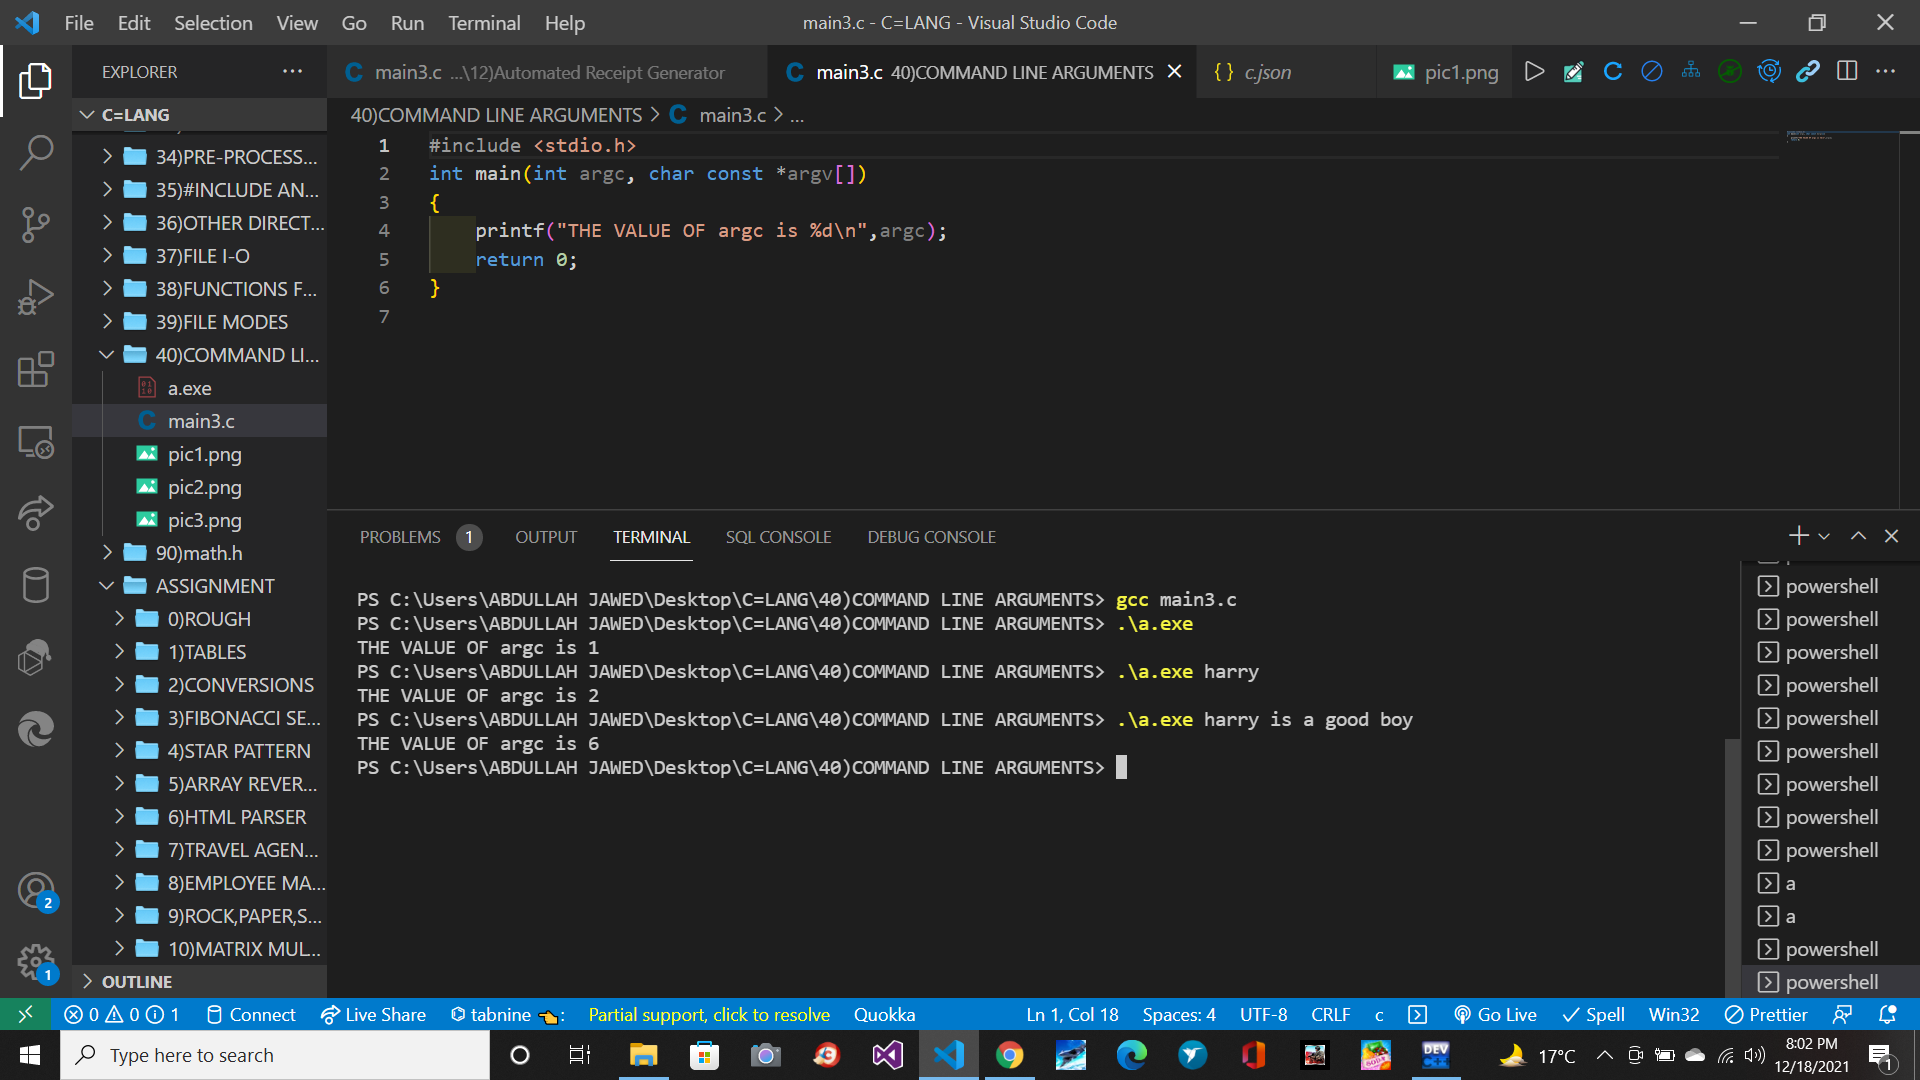 File Edit Selection View Go Run Terminal Help
main3.c - C=LANG - Visual Studio Code
EXPLORER
main3.c ...\12)Automated Receipt Generator
main3.c 40)COMMAND LINE ARGUMENTS
{ } c.json
pic1.png
C=LANG
34)PRE-PROCESS...
35)#INCLUDE AN...
36)OTHER DIRECT...
37)FILE I-O
38)FUNCTIONS F...
39)FILE MODES
40)COMMAND LI...
a.exe
main3.c
pic1.png
pic2.png
pic3.png
90)math.h
ASSIGNMENT
0)ROUGH
1)TABLES
2)CONVERSIONS
3)FIBONACCI SE...
4)STAR PATTERN
5)ARRAY REVER...
6)HTML PARSER
7)TRAVEL AGEN...
8)EMPLOYEE MA...
9)ROCK,PAPER,S...
10)MATRIX MUL...
OUTLINE
40)COMMAND LINE ARGUMENTS > C main3.c > ...
1 #include <stdio.h>
2 int main(int argc, char const *argv[])
3 {
4 printf("THE VALUE OF argc is %d\n",argc);
5 return 0;
6 }
7
PROBLEMS 1 OUTPUT TERMINAL SQL CONSOLE DEBUG CONSOLE
PS C:\Users\ABDULLAH JAWED\Desktop\C=LANG\40)COMMAND LINE ARGUMENTS> gcc main3.c
PS C:\Users\ABDULLAH JAWED\Desktop\C=LANG\40)COMMAND LINE ARGUMENTS> .\a.exe
THE VALUE OF argc is 1
PS C:\Users\ABDULLAH JAWED\Desktop\C=LANG\40)COMMAND LINE ARGUMENTS> .\a.exe harry
THE VALUE OF argc is 2
PS C:\Users\ABDULLAH JAWED\Desktop\C=LANG\40)COMMAND LINE ARGUMENTS> .\a.exe harry is a good boy
THE VALUE OF argc is 6
PS C:\Users\ABDULLAH JAWED\Desktop\C=LANG\40)COMMAND LINE ARGUMENTS>
powershell
powershell
powershell
powershell
powershell
powershell
powershell
powershell
powershell
a
a
powershell
powershell
2
1
0 0 1 Connect Live Share tabnine : Partial support, click to resolve Quokka
Ln 1, Col 18 Spaces: 4 UTF-8 CRLF c Go Live Spell Win32 Prettier
Type here to search
DEV C++
17°C
8:02 PM
12/18/2021
1